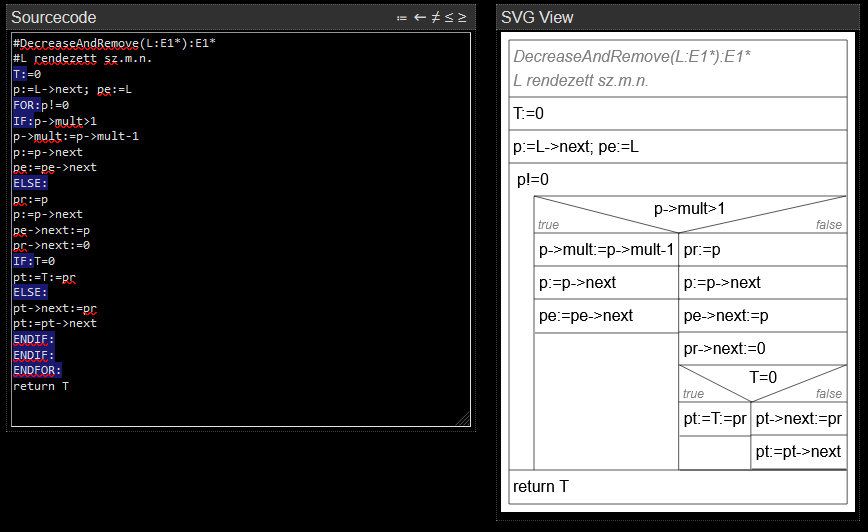 Sourcecode
≔ ← ≠ ≤ ≥
#DecreaseAndRemove(L:E1*):E1*
#L rendezett sz.m.n.
T:=0
p:=L->next; pe:=L
FOR:p!=0
IF:p->mult>1
p->mult:=p->mult-1
p:=p->next
pe:=pe->next
ELSE:
pr:=p
p:=p->next
pe->next:=p
pr->next:=0
IF:T=0
pt:=T:=pr
ELSE:
pt->next:=pr
pt:=pt->next
ENDIF:
ENDIF:
ENDFOR:
return T
SVG View
DecreaseAndRemove(L:E1*):E1*
L rendezett sz.m.n.
T:=0
p:=L->next; pe:=L
p!=0
p->mult>1
true
false
p->mult:=p->mult-1
p:=p->next
pe:=pe->next
pr:=p
p:=p->next
pe->next:=p
pr->next:=0
T=0
true
false
pt:=T:=pr
pt->next:=pr
pt:=pt->next
return T